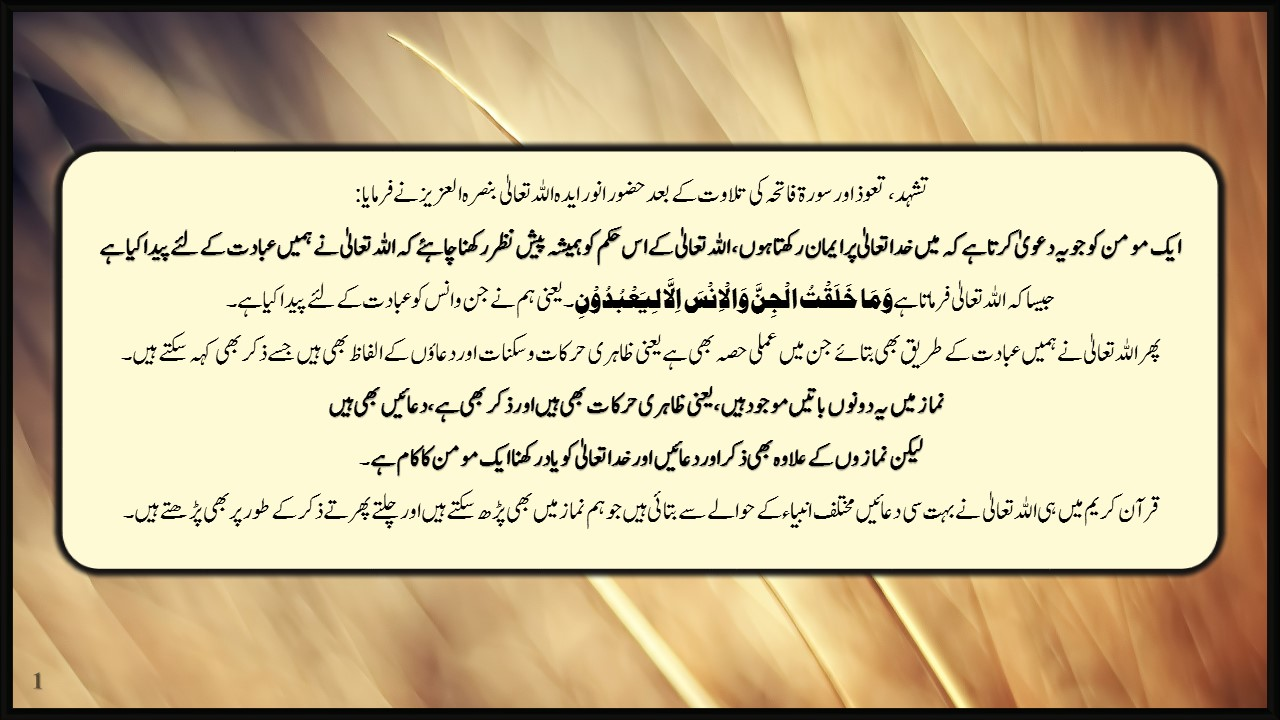 تشہد، تعوذ اور سورۃ فاتحہ کی تلاوت کے بعد حضور انور ایدہ اللہ تعالیٰ بنصرہ العزیز نے فرمایا:
ایک مومن کو جو یہ دعویٰ کرتا ہے کہ میں خدا تعالیٰ پر ایمان رکھتا ہوں، اللہ تعالیٰ کے اس حکم کو ہمیشہ پیش نظر رکھنا چاہئے کہ اللہ تعالیٰ نے ہمیں عبادت کے لئے پیدا کیا ہے
جیسا کہ اللہ تعالیٰ فرماتا ہے وَمَا خَلَقْتُ الْجِنَّ وَالْاِنْسَ اِلَّا لِیَعْبُدُوْنِ۔ یعنی ہم نے جن و انس کو عبادت کے لئے پیدا کیا ہے۔
پھر اللہ تعالیٰ نے ہمیں عبادت کے طریق بھی بتائے جن میں عملی حصہ بھی ہے یعنی ظاہری حرکات و سکنات اور دعاؤں کے الفاظ بھی ہیں جسے ذکر بھی کہہ سکتے ہیں۔
نماز میں یہ دونوں باتیں موجود ہیں، یعنی ظاہری حرکات بھی ہیں اور ذکر بھی ہے، دعائیں بھی ہیں
لیکن نمازوں کے علاوہ بھی ذکر اور دعائیں اور خدا تعالیٰ کو یاد رکھنا ایک مومن کا کام ہے۔
قرآن کریم میں ہی اللہ تعالیٰ نے بہت سی دعائیں مختلف انبیاء کے حوالے سے بتائی ہیں جو ہم نماز میں بھی پڑھ سکتے ہیں اور چلتے پھرتے ذکر کے طور پر بھی پڑھتے ہیں۔
1